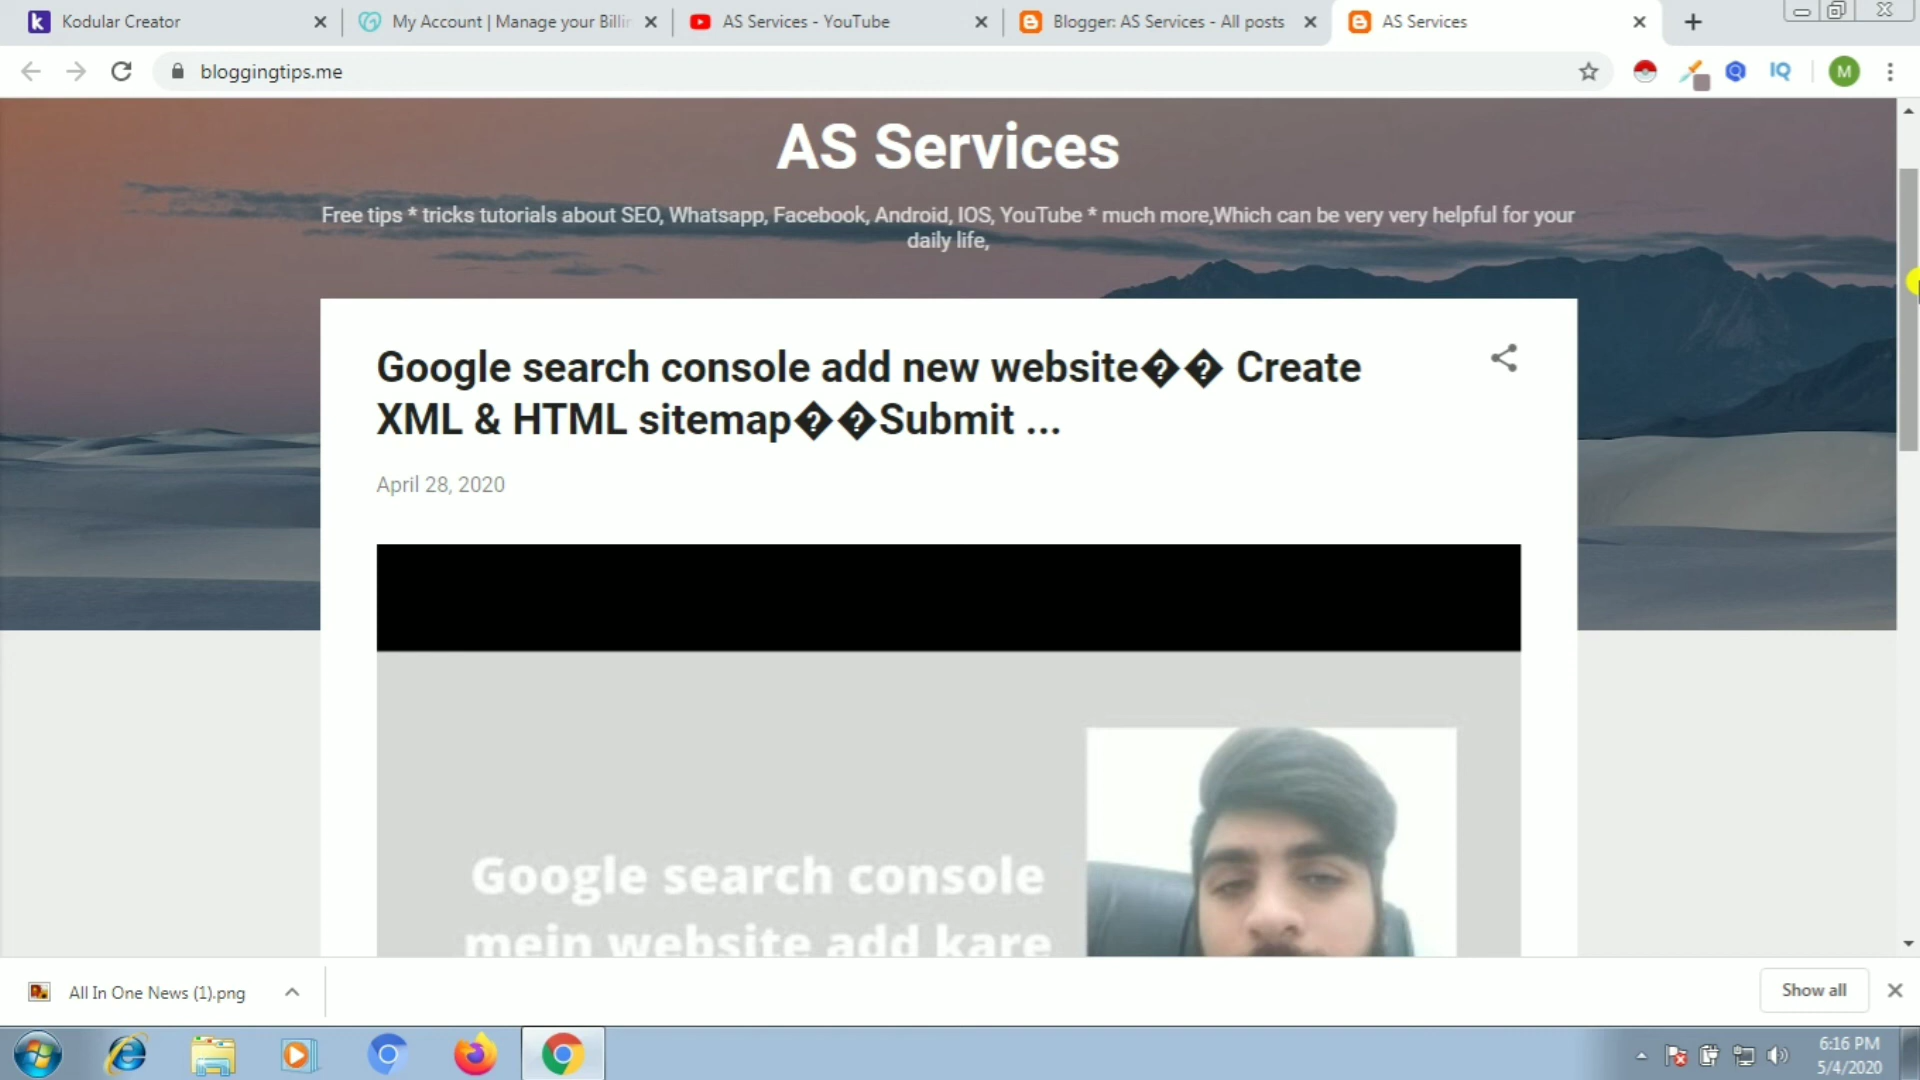 Kodular Creator
My Account | Manage your Billin
AS Services - YouTube
Blogger: AS Services - All posts
AS Services
bloggingtips.me
IQ
M
AS Services
Free tips * tricks tutorials about SEO, Whatsapp, Facebook, Android, IOS, YouTube * much more,Which can be very very helpful for your
daily life,
Google search console add new website�� Create
XML & HTML sitemap��Submit ...
April 28, 2020
Google search console
mein website add kare
All In One News (1).png
Show all
6:16 PM
5/4/2020